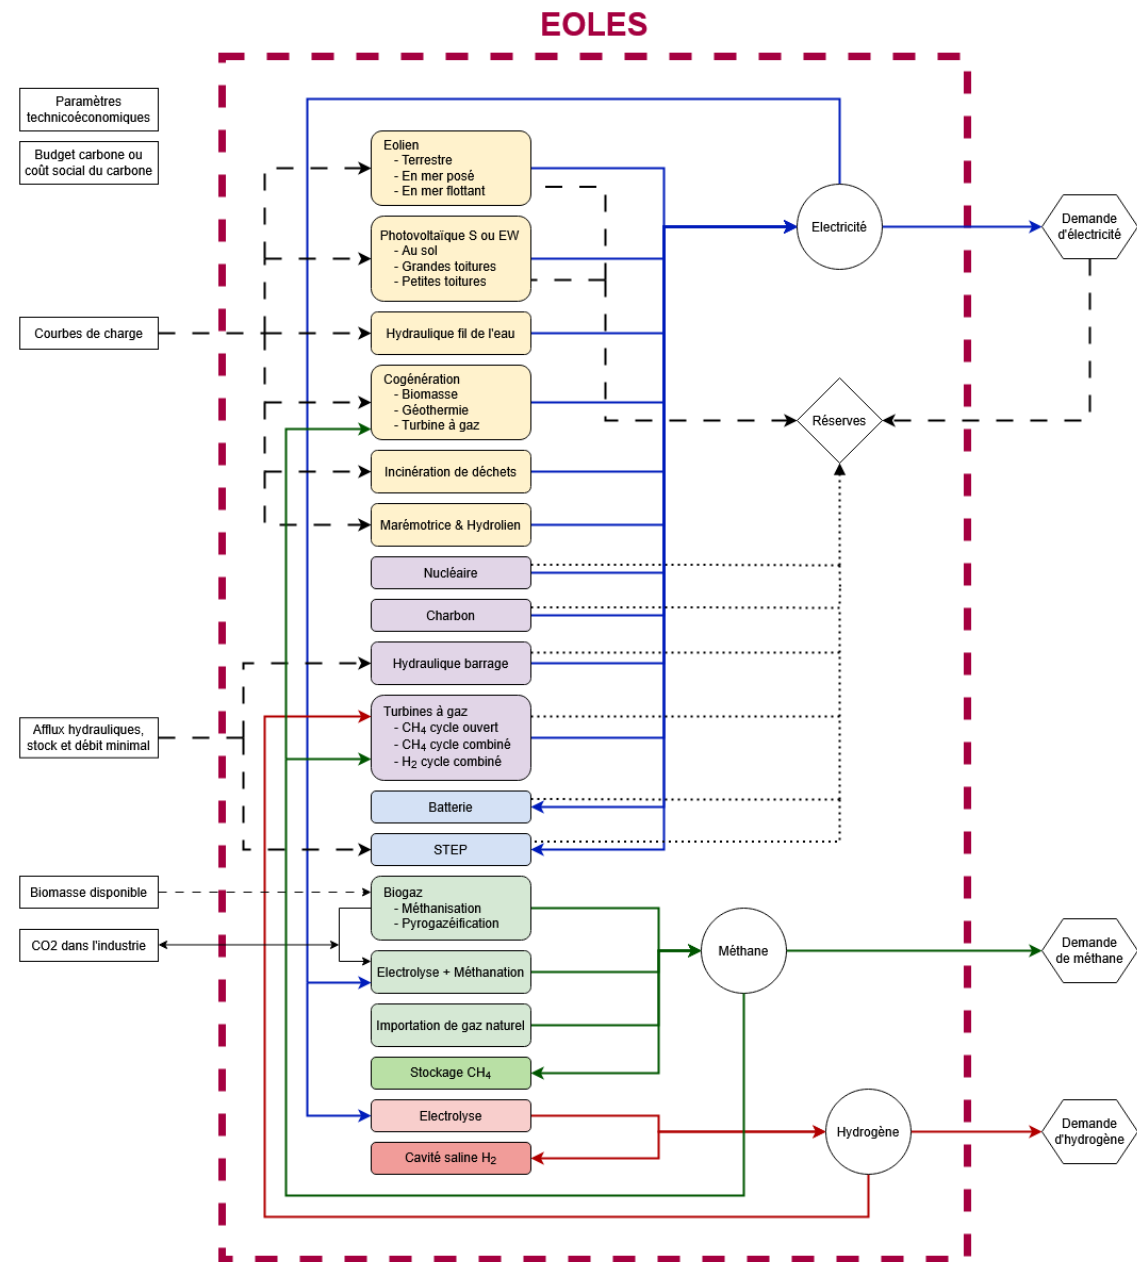 EOLES
Paramètres
technicoéconomiques
Budget carbone ou
coût social du carbone
Courbes de charge
Afflux hydrauliques,
stock et débit minimal
Biomasse disponible
CO2 dans l'industrie
Eolien
- Terrestre
- En mer posé
- En mer flottant
Photovoltaïque S ou EW
- Au sol
- Grandes toitures
- Petites toitures
Hydraulique fil de l'eau
Cogénération
- Biomasse
- Géothermie
- Turbine à gaz
Incinération de déchets
Marémotrice & Hydrolien
Nucléaire
Charbon
Hydraulique barrage
Turbines à gaz
- CH₄ cycle ouvert
- CH₄ cycle combiné
- H₂ cycle combiné
Batterie
STEP
Biogaz
- Méthanisation
- Pyrogazéification
Electrolyse + Méthanation
Importation de gaz naturel
Stockage CH₄
Electrolyse
Cavité saline H₂
Electricité
Réserves
Méthane
Hydrogène
Demande
d'électricité
Demande
de méthane
Demande
d'hydrogène